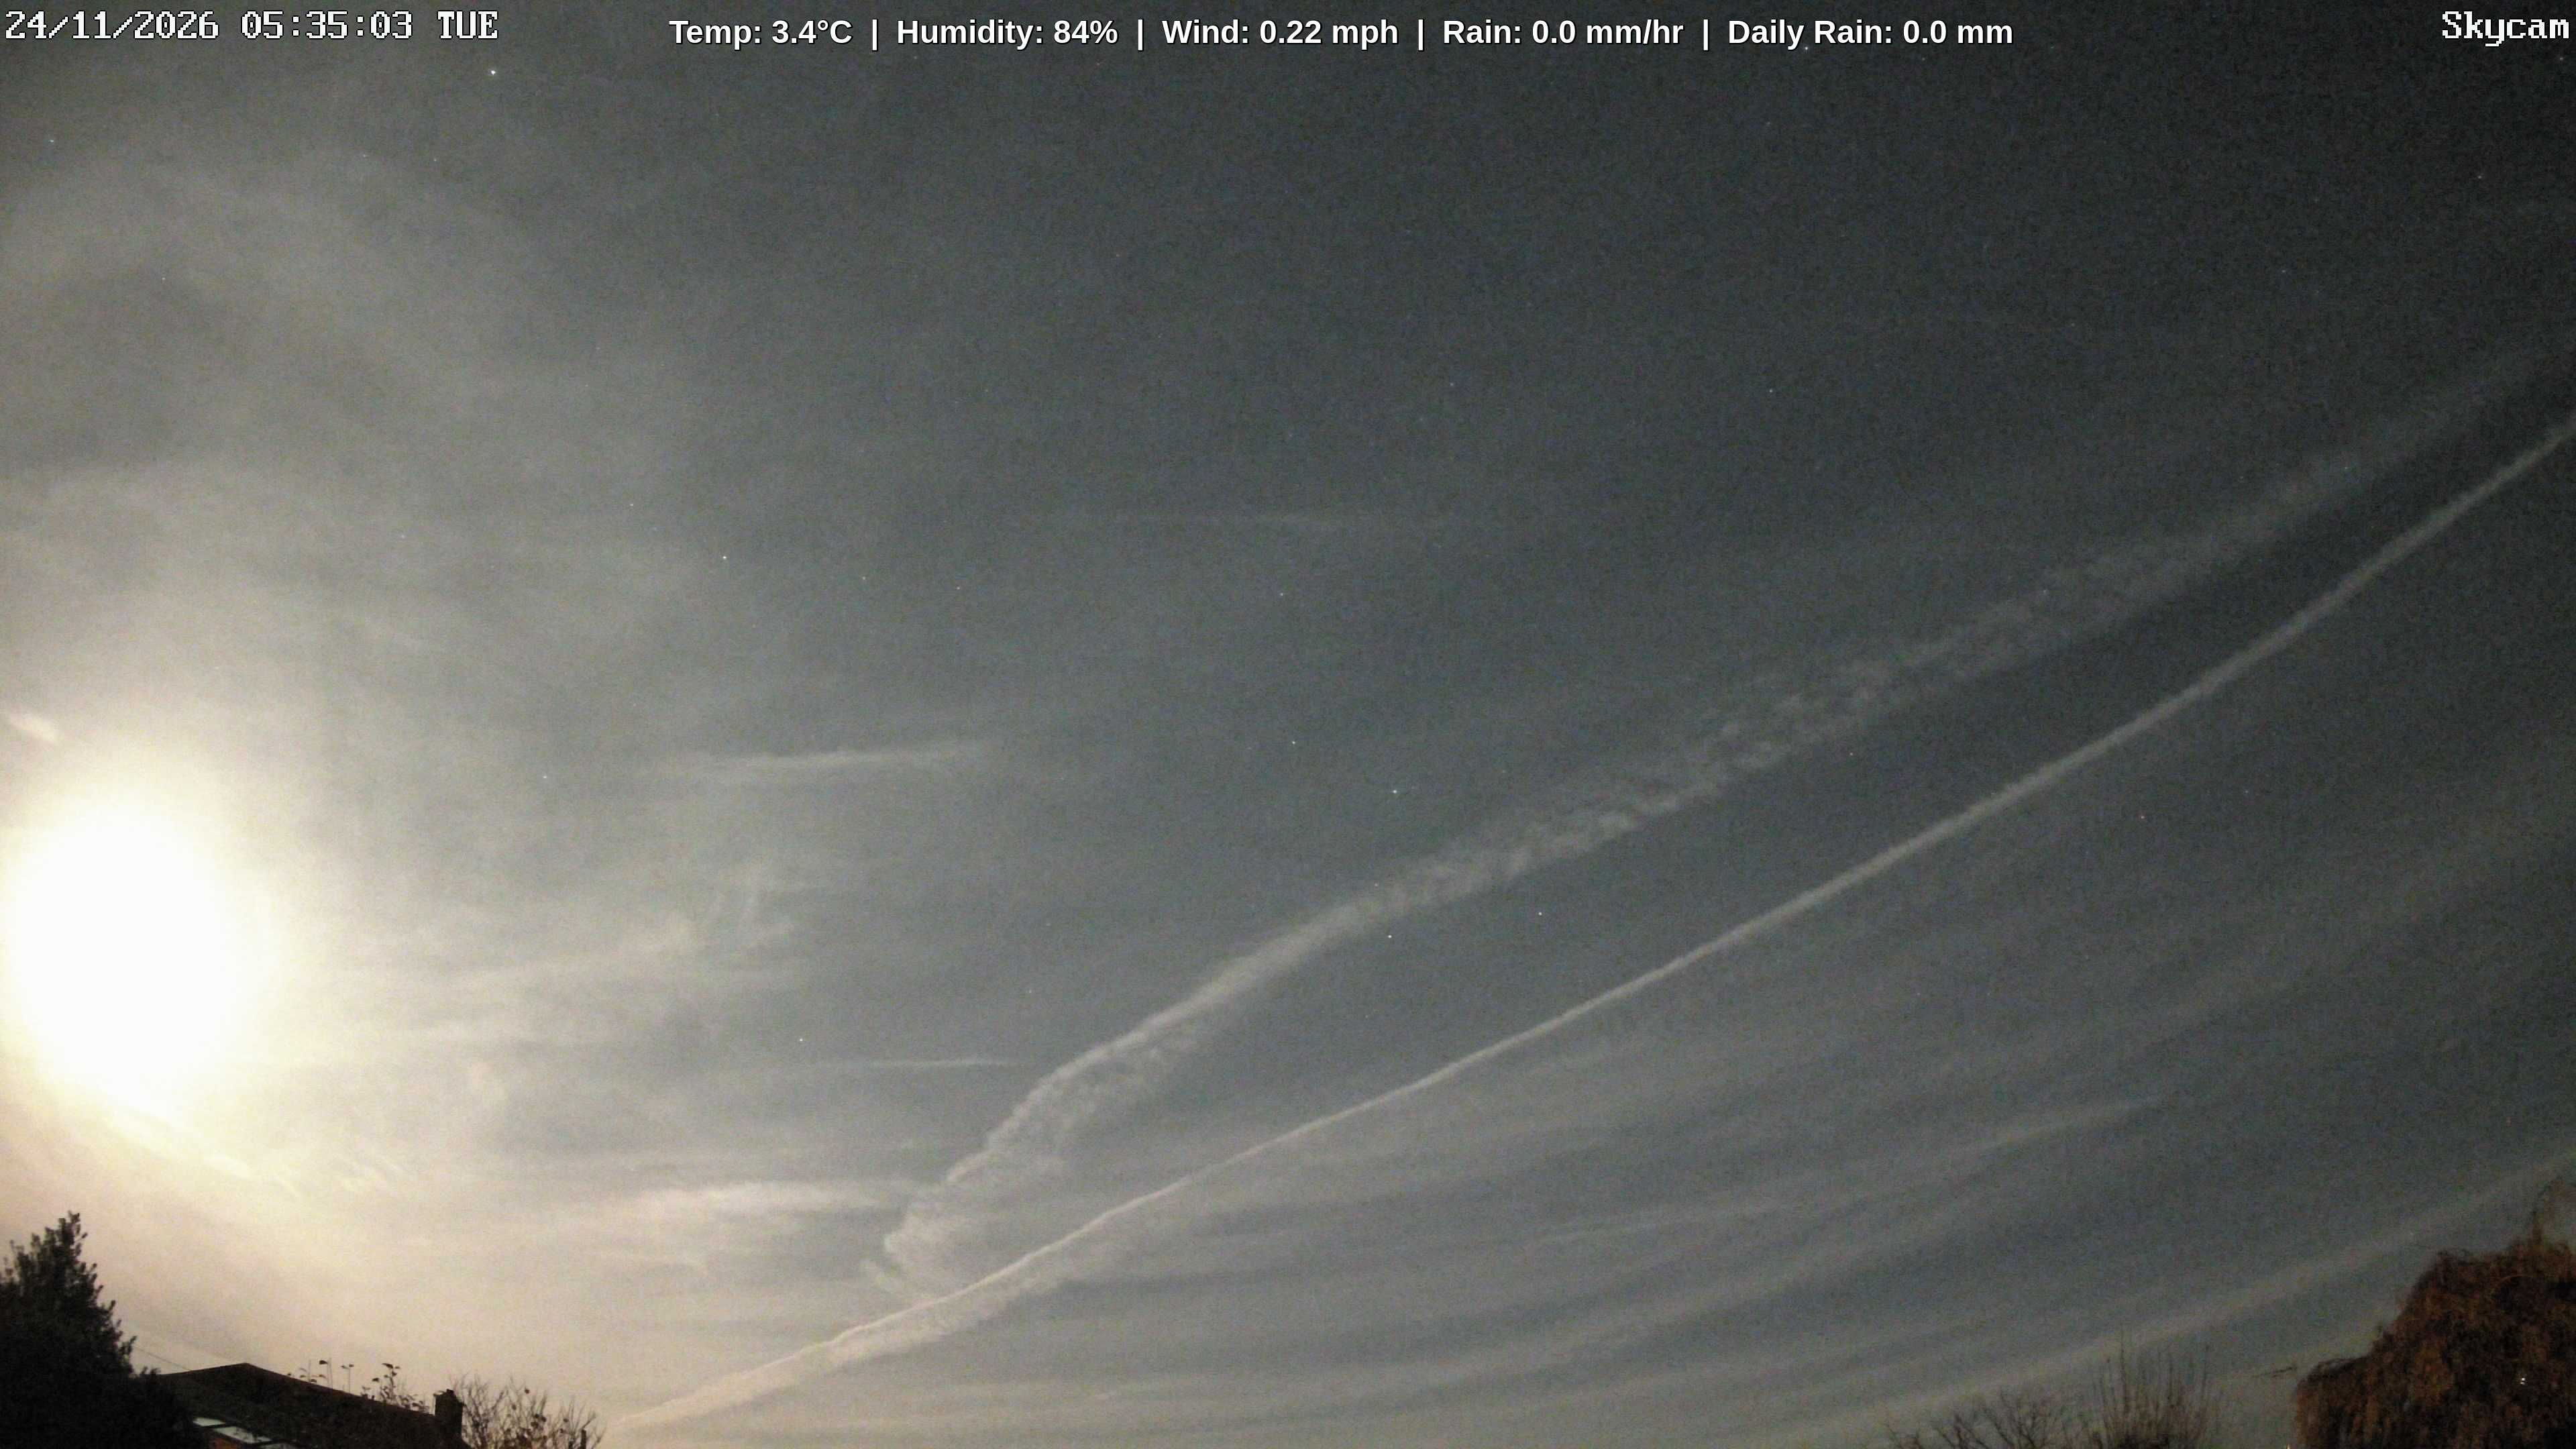 24/11/2026 05:35:03 TUE
Temp: 3.4°C | Humidity: 84% | Wind: 0.22 mph | Rain: 0.0 mm/hr | Daily Rain: 0.0 mm
Skycam